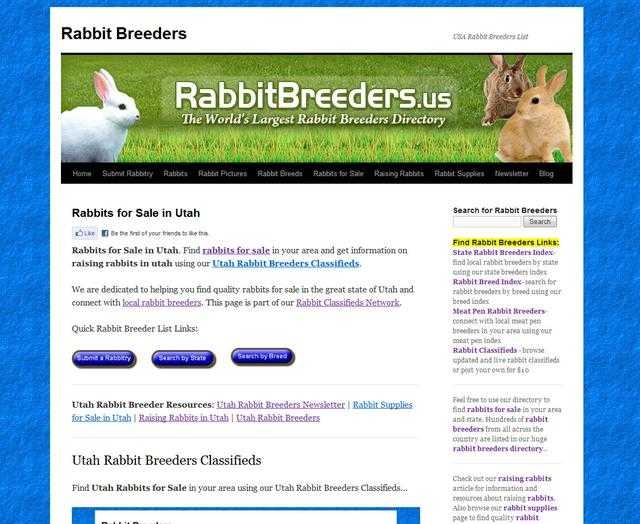 Rabbit Breeders
USA Rabbit Breeders List
RabbitBreeders.us
The World's Largest Rabbit Breeders Directory
Home Submit Rabbitry Rabbits Rabbit Pictures Rabbit Breeds Rabbits for Sale Raising Rabbits Rabbit Supplies Newsletter Blog
Rabbits for Sale in Utah
Like Be the first of your friends to like this.
Rabbits for Sale in Utah. Find rabbits for sale in your area and get information on
raising rabbits in utah using our Utah Rabbit Breeders Classifieds.
We are dedicated to helping you find quality rabbits for sale in the great state of Utah and
connect with local rabbit breeders. This page is part of our Rabbit Classifieds Network.
Quick Rabbit Breeder List Links:
Submit a Rabbitry Search by State Search by Breed
Utah Rabbit Breeder Resources: Utah Rabbit Breeders Newsletter | Rabbit Supplies
for Sale in Utah | Raising Rabbits in Utah | Utah Rabbit Breeders
Utah Rabbit Breeders Classifieds
Find Utah Rabbits for Sale in your area using our Utah Rabbit Breeders Classifieds...
Rabbit Breeders
Search for Rabbit Breeders
Search
Find Rabbit Breeders Links:
State Rabbit Breeders Index-
find local rabbit breeders by state
using our state breeders index
Rabbit Breed Index- search for
rabbit breeders by breed using our
breed index
Meat Pen Rabbit Breeders-
connect with local meat pen
breeders in your area using our
meat pen index
Rabbit Classifieds - browse
updated and live rabbit classifieds
or post your own for $10
Feel free to use our directory to
find rabbits for sale in your area
and state. Hundreds of rabbit
breeders from all across the
country are listed in our huge
rabbit breeders directory..
Check out our raising rabbits
article for information and
resources about raising rabbits.
Also browse our rabbit supplies
page to find quality rabbit